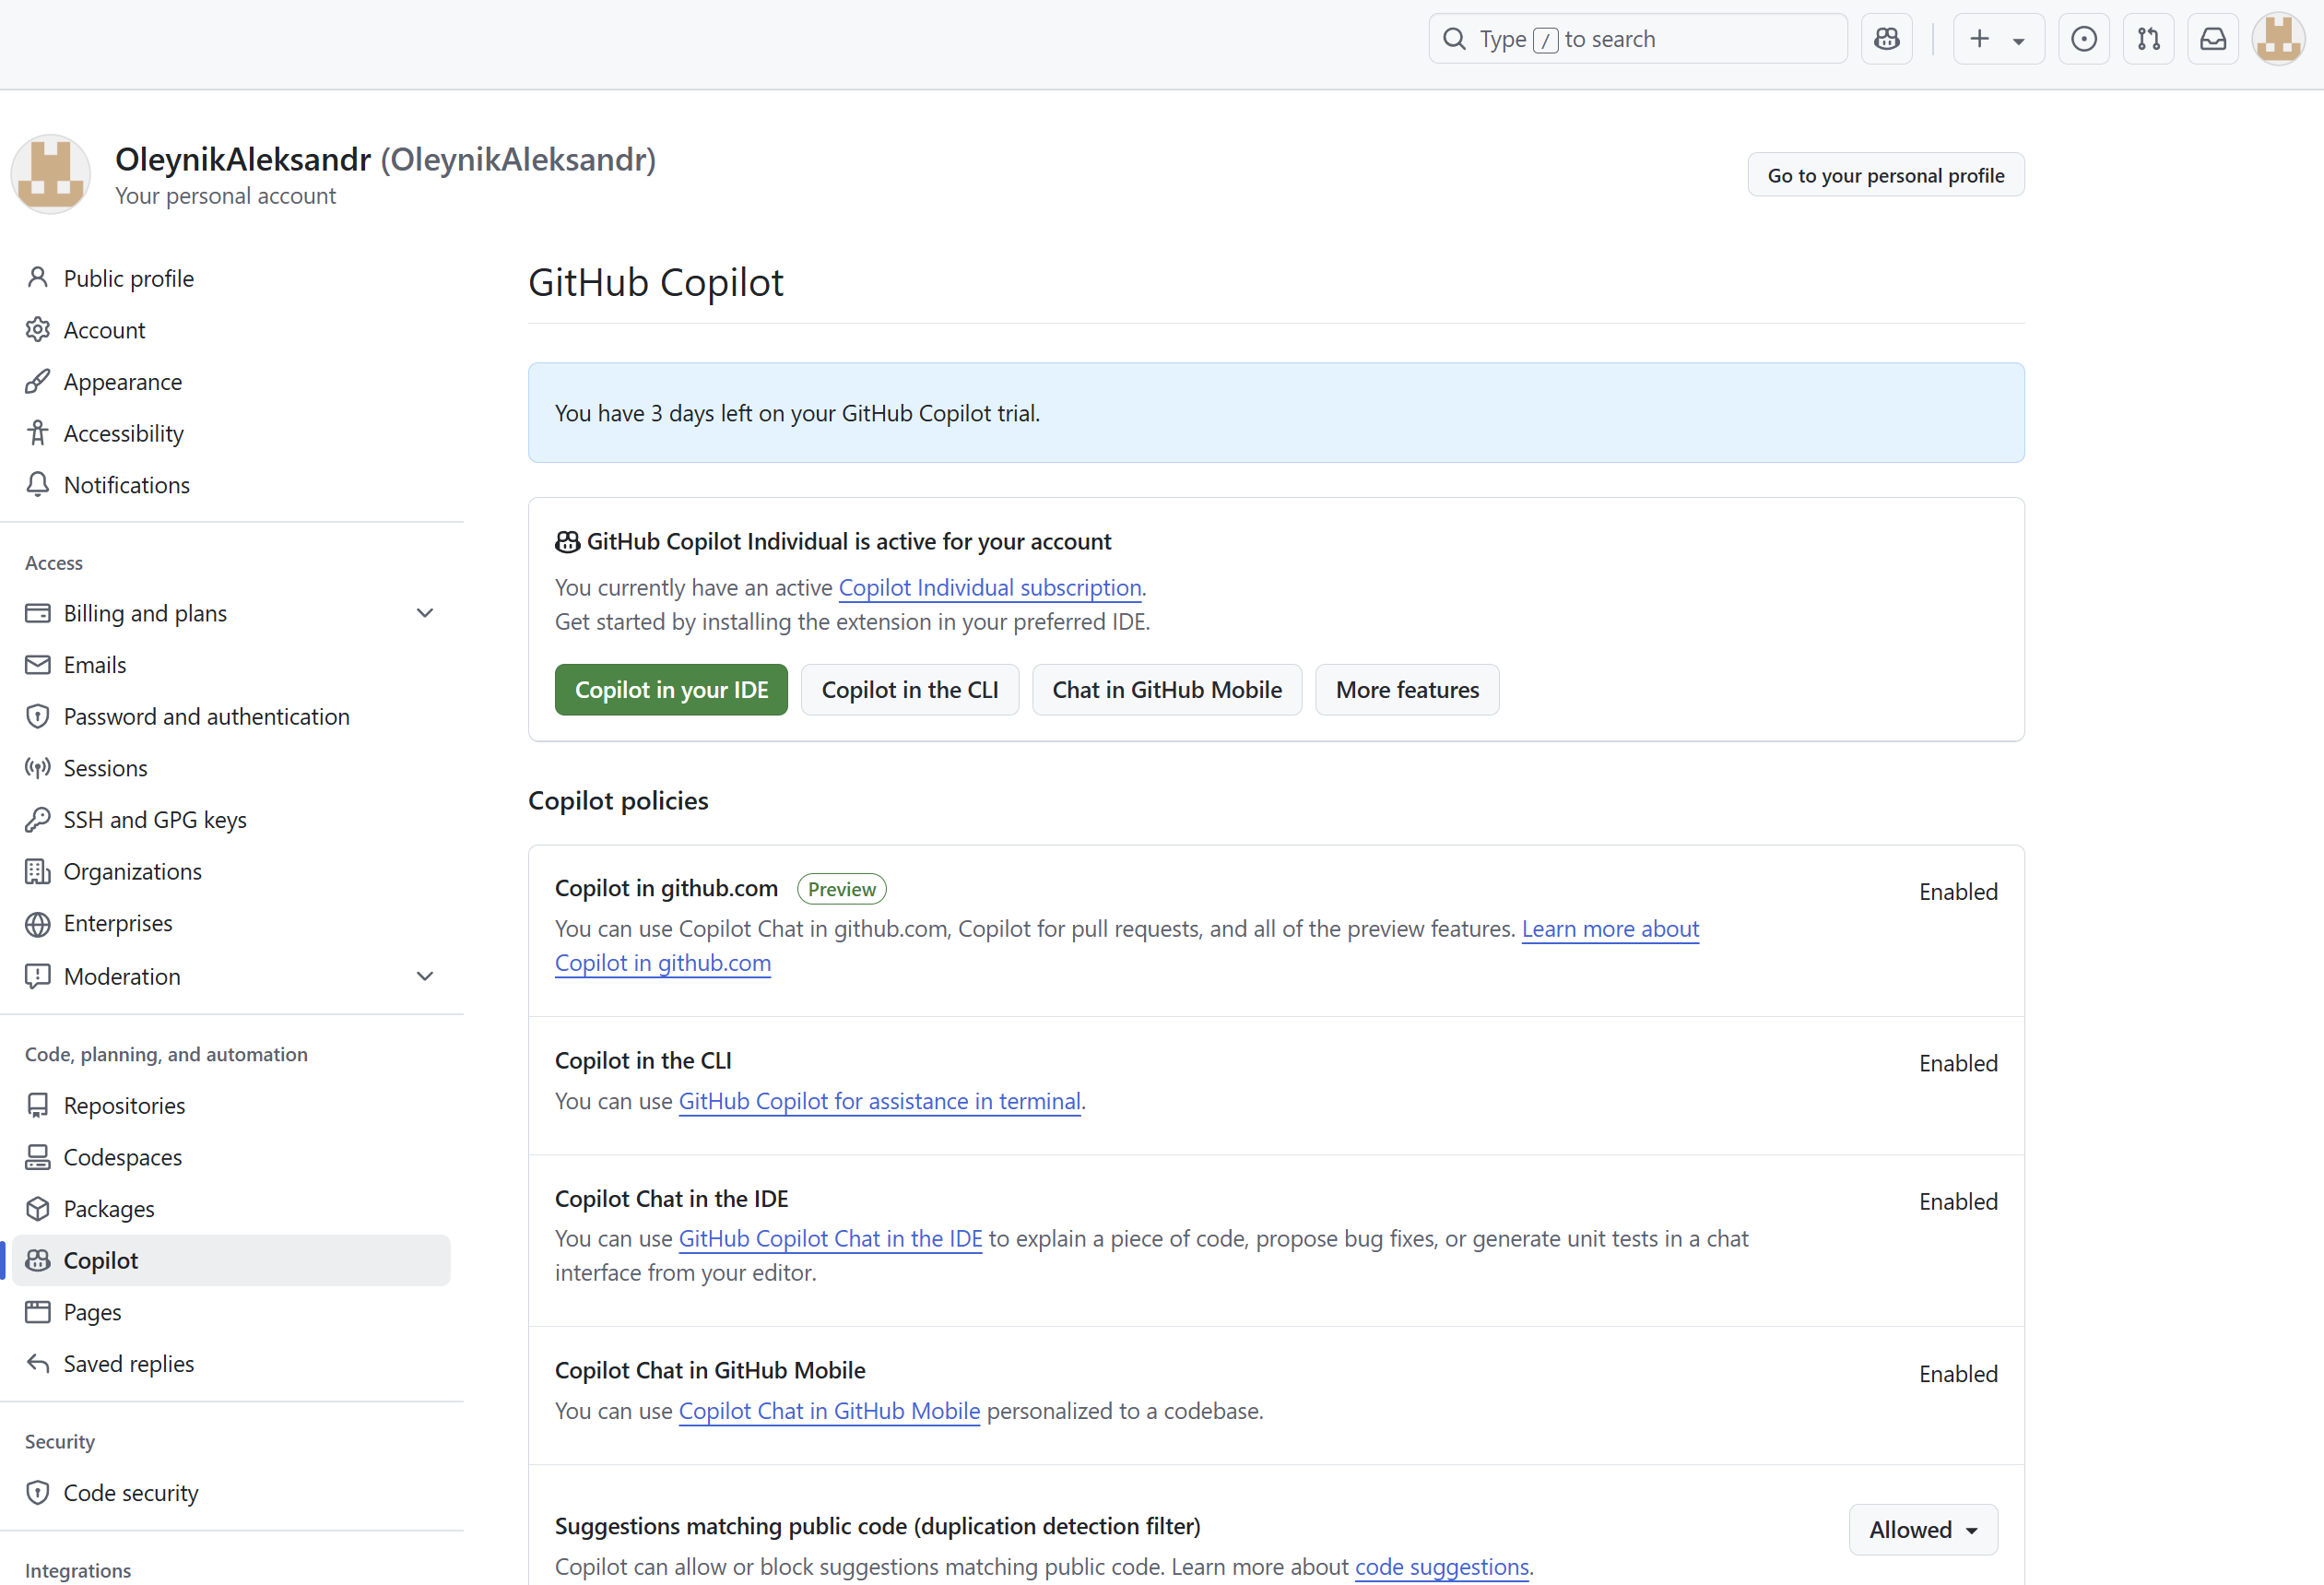 Type / to search
OleynikAleksandr (OleynikAleksandr)
Your personal account
Go to your personal profile
Public profile
Account
Appearance
Accessibility
Notifications
Access
Billing and plans
Emails
Password and authentication
Sessions
SSH and GPG keys
Organizations
Enterprises
Moderation
Code, planning, and automation
Repositories
Codespaces
Packages
Copilot
Pages
Saved replies
Security
Code security
Integrations
GitHub Copilot
You have 3 days left on your GitHub Copilot trial.
GitHub Copilot Individual is active for your account
You currently have an active Copilot Individual subscription.
Get started by installing the extension in your preferred IDE.
Copilot in your IDE Copilot in the CLI Chat in GitHub Mobile More features
Copilot policies
Copilot in github.com Preview Enabled
You can use Copilot Chat in github.com, Copilot for pull requests, and all of the preview features. Learn more about
Copilot in github.com
Copilot in the CLI Enabled
You can use GitHub Copilot for assistance in terminal.
Copilot Chat in the IDE Enabled
You can use GitHub Copilot Chat in the IDE to explain a piece of code, propose bug fixes, or generate unit tests in a chat
interface from your editor.
Copilot Chat in GitHub Mobile Enabled
You can use Copilot Chat in GitHub Mobile personalized to a codebase.
Suggestions matching public code (duplication detection filter) Allowed
Copilot can allow or block suggestions matching public code. Learn more about code suggestions.